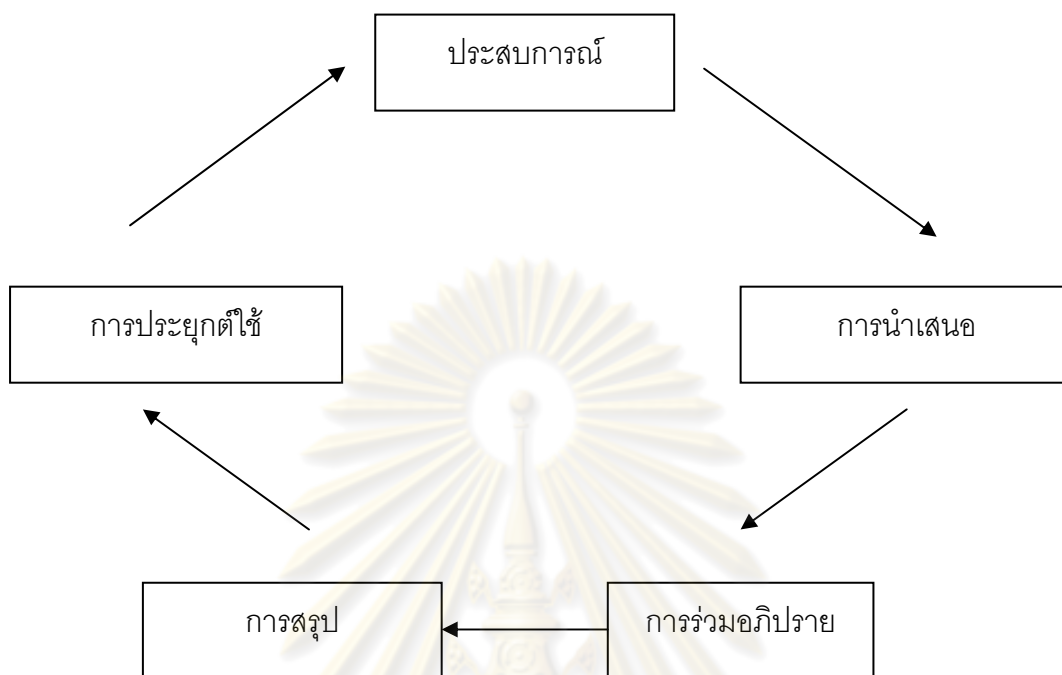 ประสบการณ์
การประยุกต์ใช้
การนำเสนอ
การสรุป
การร่วมอภิปราย